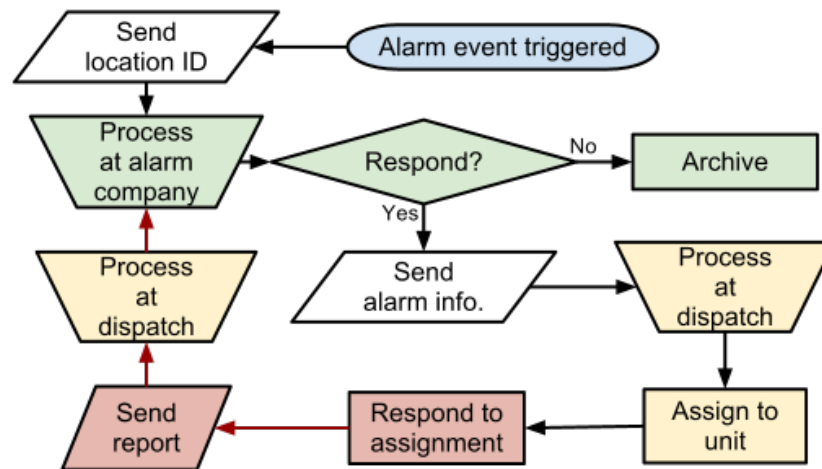 Send
location ID
Alarm event triggered
Process
at alarm
company
Respond?
No
Archive
Yes
Send
alarm info.
Process
at
dispatch
Process
at
dispatch
Send
report
Respond to
assignment
Assign to
unit